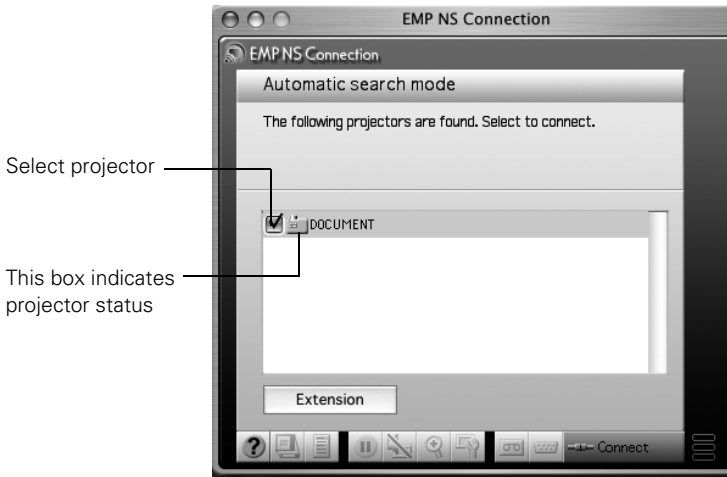 EMP NS Connection
EMP NS Connection
Automatic search mode
The following projectors are found. Select to connect.
Select projector
DOCUMENT
This box indicates
projector status
Extension
? Connect